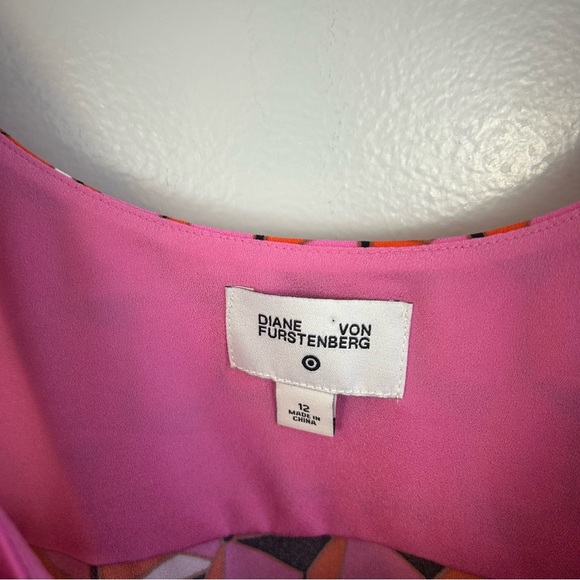 DIANE VON
FURSTENBERG
12
MADE IN
CHINA